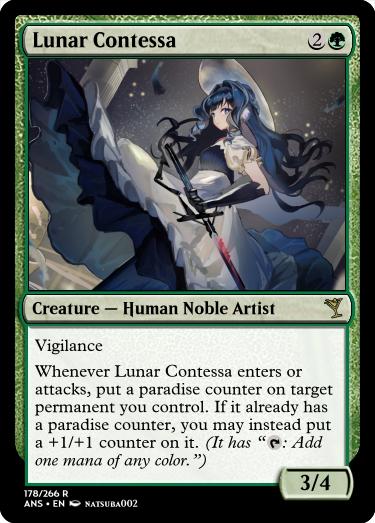 Lunar Contessa 2
Creature — Human Noble Artist
Vigilance
Whenever Lunar Contessa enters or
attacks, put a paradise counter on target
permanent you control. If it already has
a paradise counter, you may instead put
a +1/+1 counter on it. (It has “: Add
one mana of any color.”)
3/4
178/266 R
ANS • EN NATSUBA002